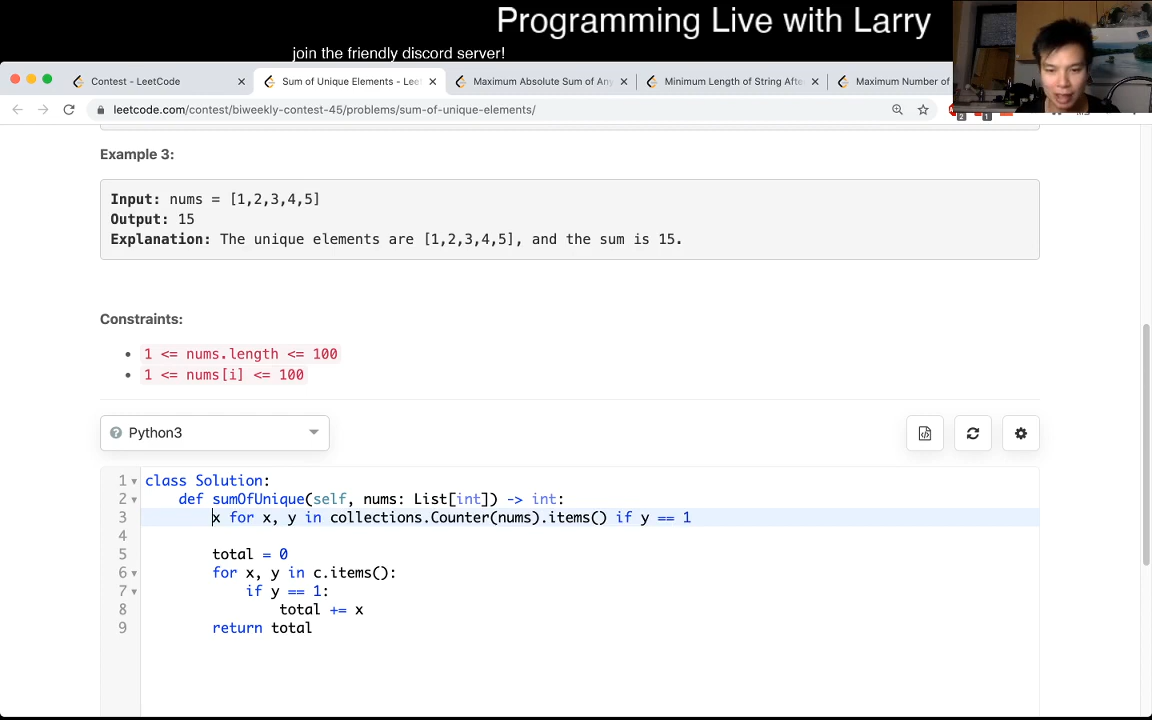 Programming Live with Larry
join the friendly discord server!
Contest - LeetCode
Sum of Unique Elements - Leet
Maximum Absolute Sum of Any
Minimum Length of String Afte
Maximum Number of
leetcode.com/contest/biweekly-contest-45/problems/sum-of-unique-elements/
2
1
Example 3:
Input: nums = [1,2,3,4,5]
Output: 15
Explanation: The unique elements are [1,2,3,4,5], and the sum is 15.
Constraints:
1 <= nums.length <= 100
1 <= nums[i] <= 100
Python3
1 class Solution:
2 def sumOfUnique(self, nums: List[int]) -> int:
3 x for x, y in collections.Counter(nums).items() if y == 1
4
5 total = 0
6 for x, y in c.items():
7 if y == 1:
8 total += x
9 return total